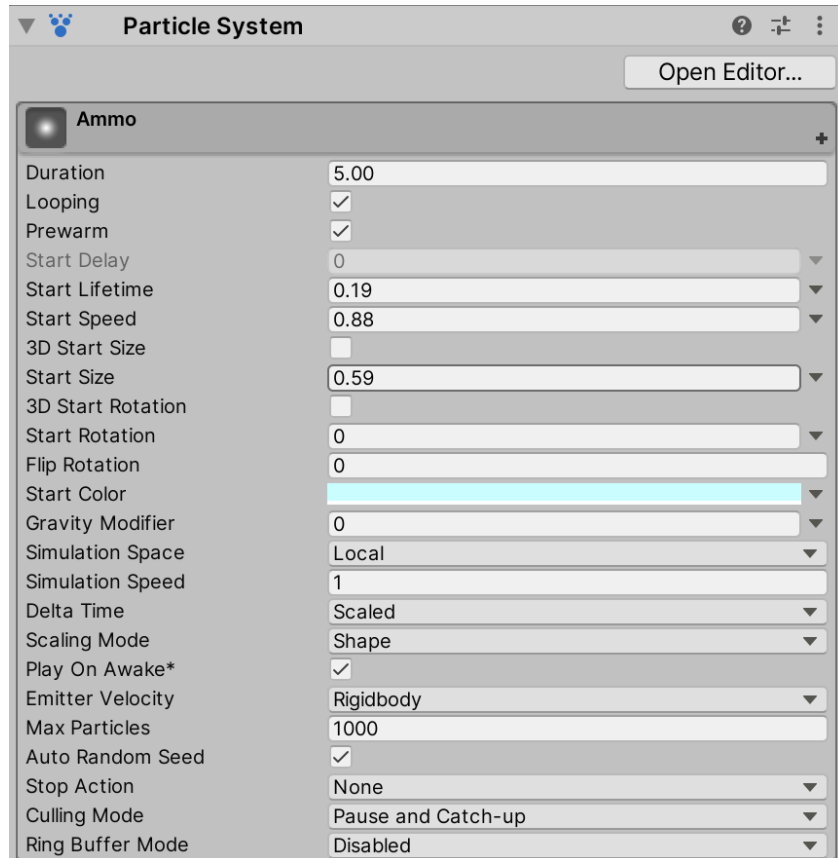 Particle System
Open Editor...
Ammo
Duration 5.00
Looping
Prewarm
Start Delay 0
Start Lifetime 0.19
Start Speed 0.88
3D Start Size
Start Size 0.59
3D Start Rotation
Start Rotation 0
Flip Rotation 0
Start Color
Gravity Modifier 0
Simulation Space Local
Simulation Speed 1
Delta Time Scaled
Scaling Mode Shape
Play On Awake*
Emitter Velocity Rigidbody
Max Particles 1000
Auto Random Seed
Stop Action None
Culling Mode Pause and Catch-up
Ring Buffer Mode Disabled